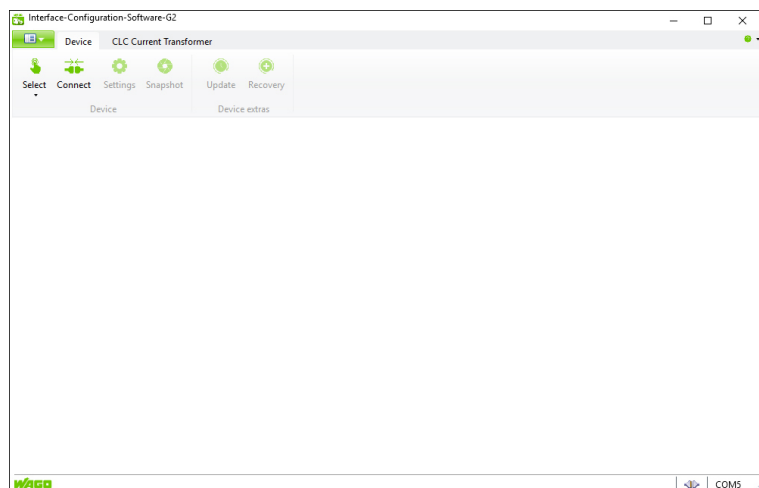 Interface-Configuration-Software-G2
Device CLC Current Transformer
Select Connect Settings Snapshot Update Recovery
Device Device extras
WAGO COM5